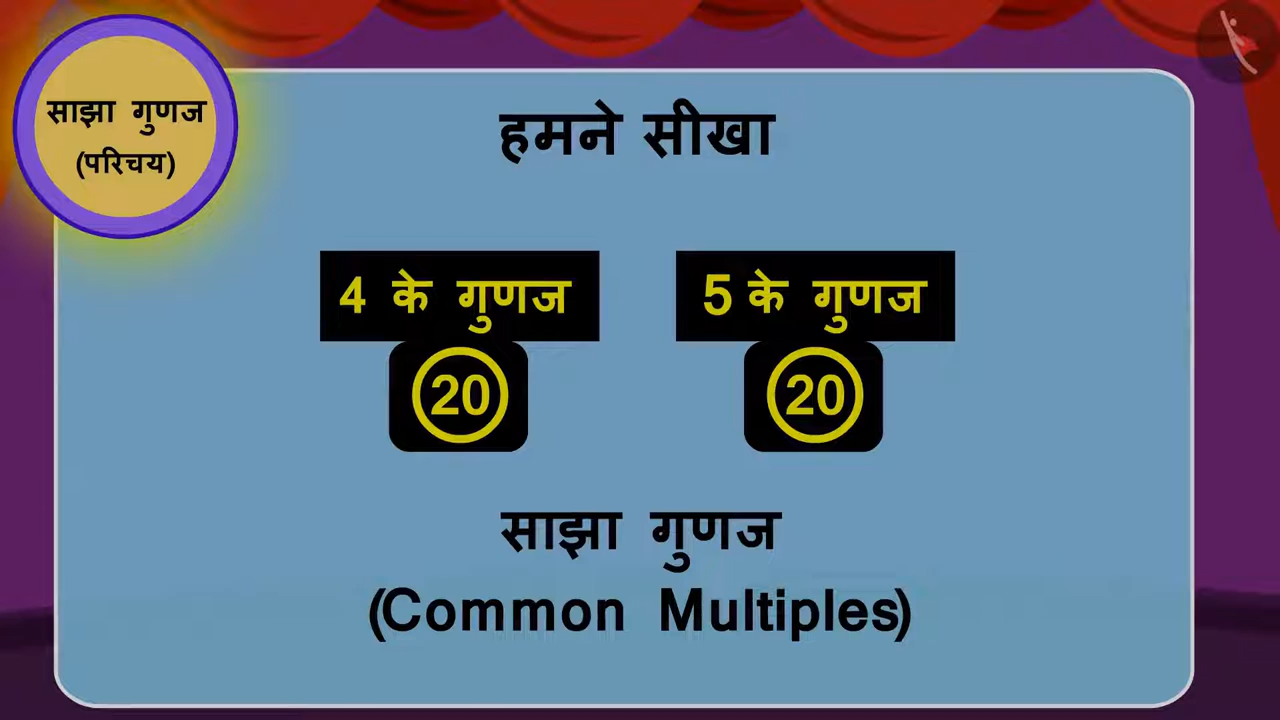 साझा गुणज
(परिचय)
हमने सीखा
4 के गुणज
5 के गुणज
20
20
साझा गुणज
(Common Multiples)